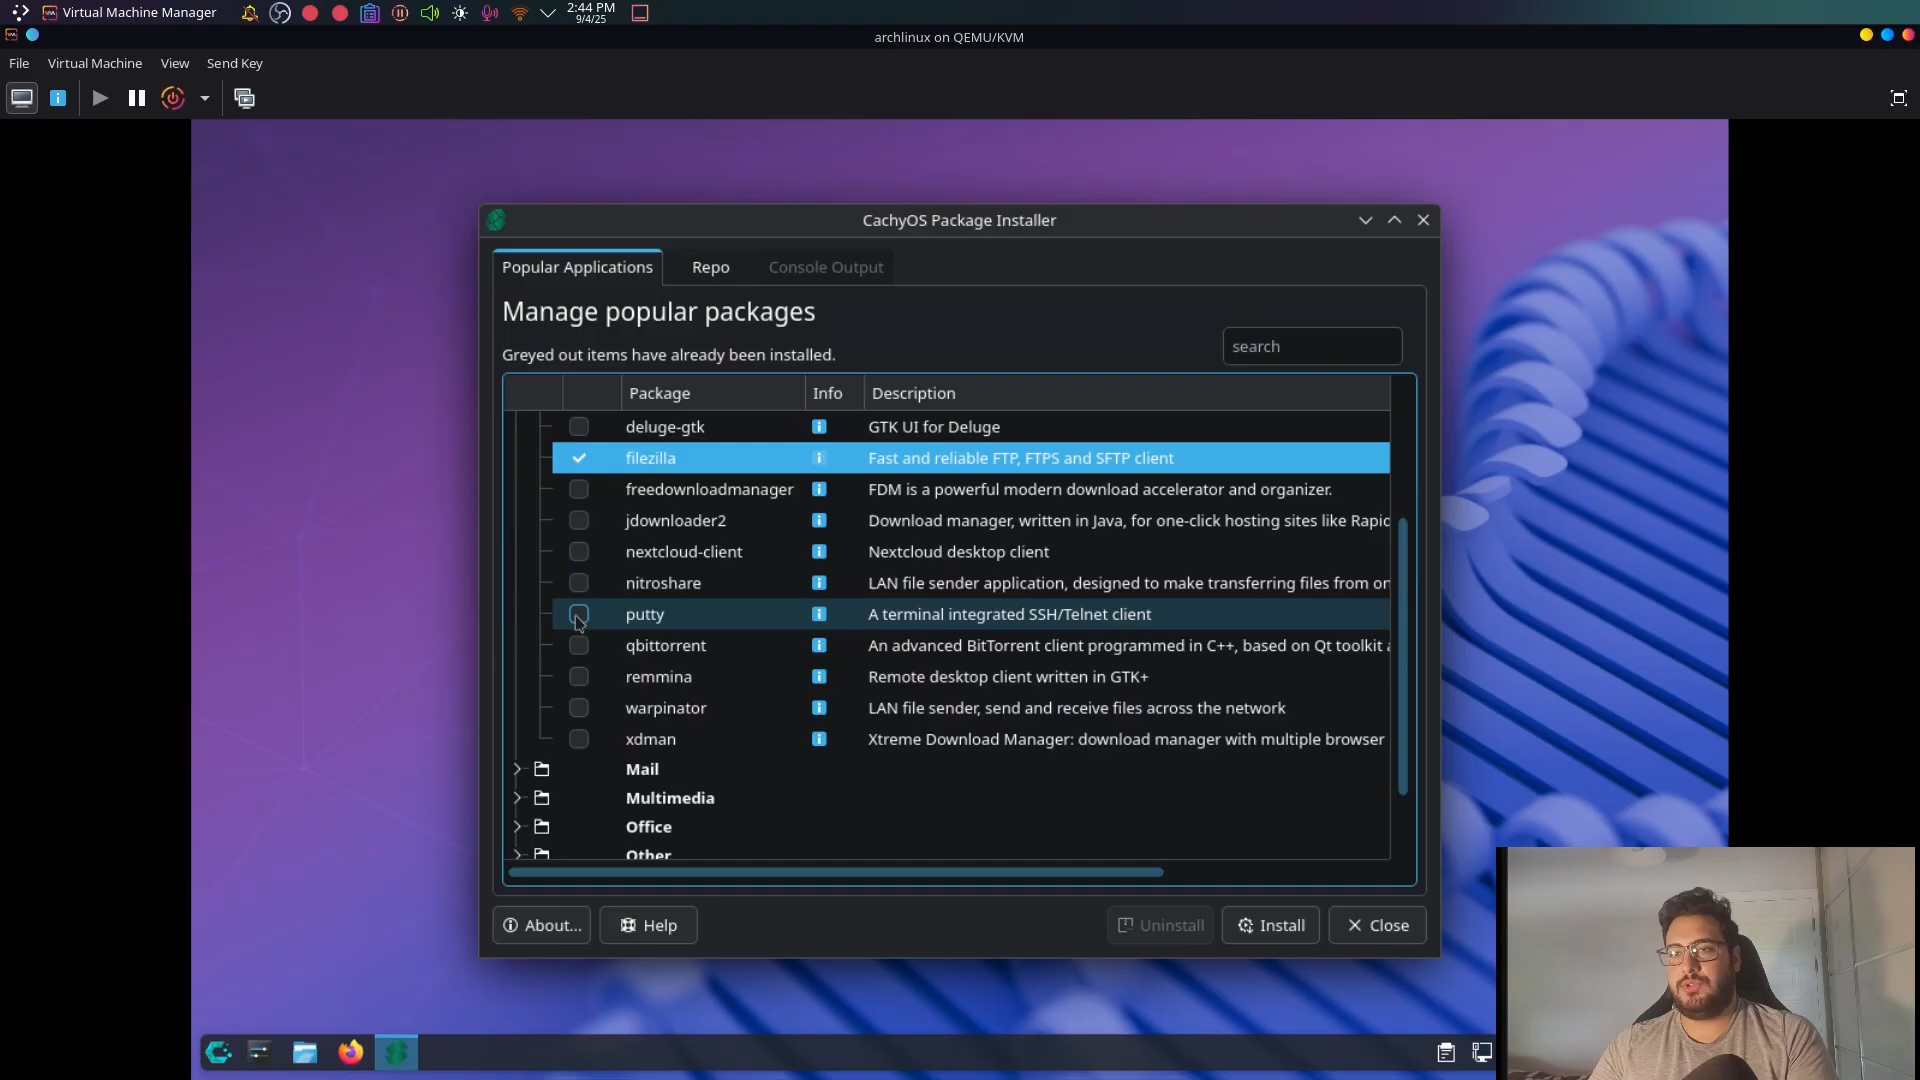 Virtual Machine Manager
2:44 PM
9/4/25
archlinux on QEMU/KVM
File Virtual Machine View Send Key
CachyOS Package Installer
Popular Applications Repo Console Output
Manage popular packages
Greyed out items have already been installed.
search
Package Info Description
deluge-gtk GTK UI for Deluge
filezilla Fast and reliable FTP, FTPS and SFTP client
freedownloadmanager FDM is a powerful modern download accelerator and organizer.
jdownloader2 Download manager, written in Java, for one-click hosting sites like Rapid
nextcloud-client Nextcloud desktop client
nitroshare LAN file sender application, designed to make transferring files from on
putty A terminal integrated SSH/Telnet client
qbittorrent An advanced BitTorrent client programmed in C++, based on Qt toolkit a
remmina Remote desktop client written in GTK+
warpinator LAN file sender, send and receive files across the network
xdman Xtreme Download Manager: download manager with multiple browser
Mail
Multimedia
Office
Other
About... Help Uninstall Install Close